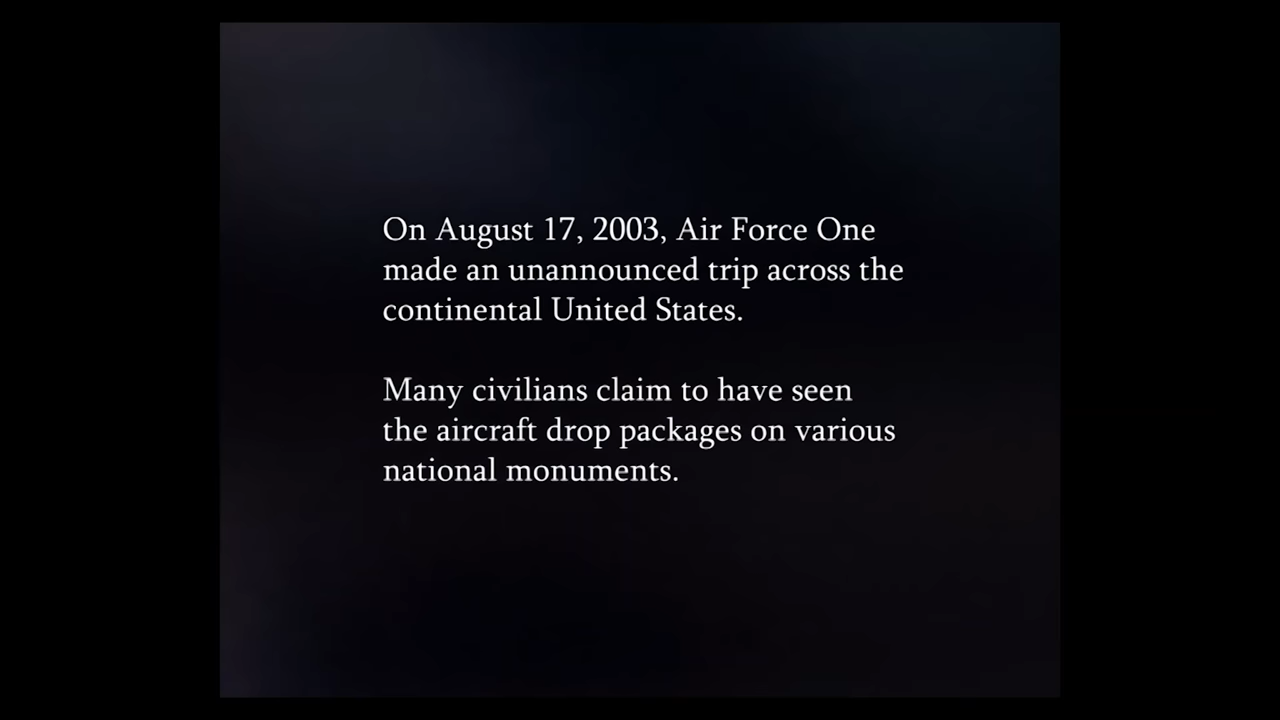 On August 17, 2003, Air Force One
made an unannounced trip across the
continental United States.
Many civilians claim to have seen
the aircraft drop packages on various
national monuments.